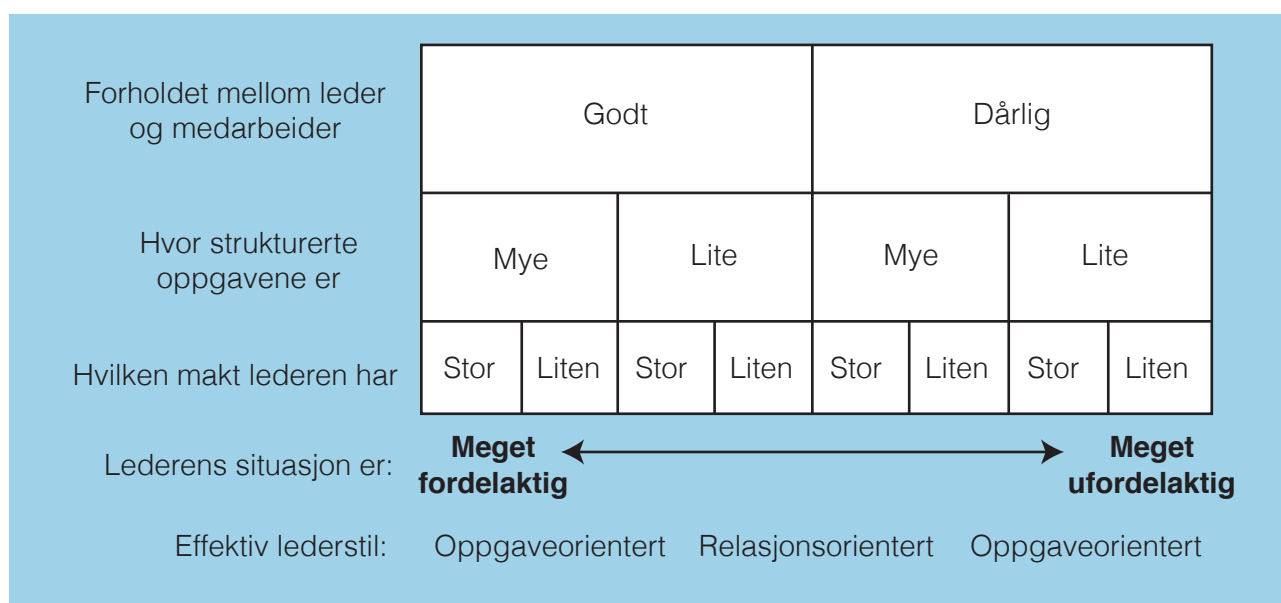 Forholdet mellom leder
og medarbeider
Godt
Dårlig
Hvor strukturerte
oppgavene er
Mye
Lite
Mye
Lite
Hvilken makt lederen har
Stor
Liten
Stor
Liten
Stor
Liten
Stor
Liten
Lederens situasjon er:
Meget
fordelaktig
Meget
ufordelaktig
Effektiv lederstil:
Oppgaveorientert
Relasjonsorientert
Oppgaveorientert